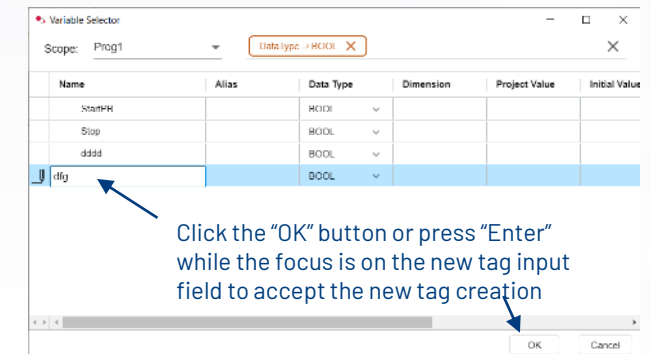 Variable Selector
Scope: Prog1 DataType -> BOOL
Name Alias Data Type Dimension Project Value Initial Value
StartPB BOOL
Stop BOOL
dddd BOOL
dfg BOOL
Click the “OK” button or press “Enter”
while the focus is on the new tag input
field to accept the new tag creation
OK Cancel